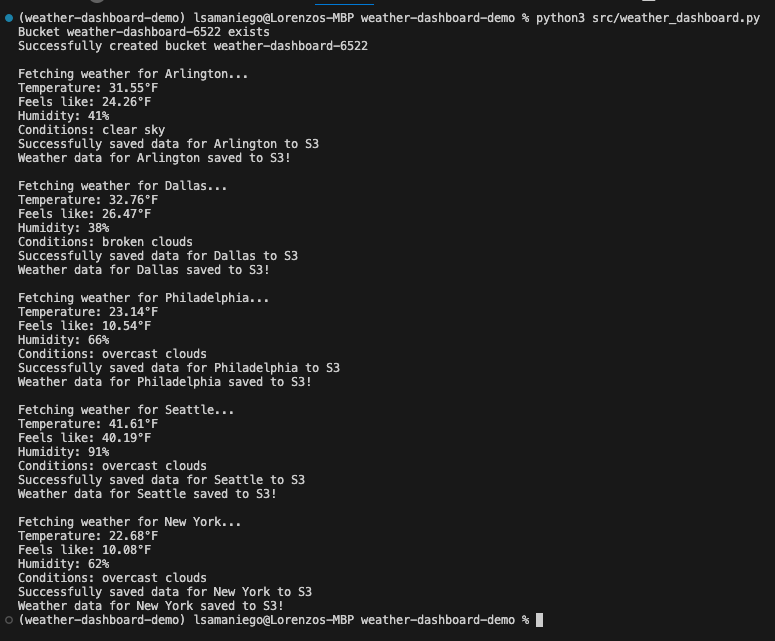 (weather-dashboard-demo) lsamaniego@Lorenzos-MBP weather-dashboard-demo % python3 src/weather_dashboard.py
Bucket weather-dashboard-6522 exists
Successfully created bucket weather-dashboard-6522
Fetching weather for Arlington...
Temperature: 31.55°F
Feels like: 24.26°F
Humidity: 41%
Conditions: clear sky
Successfully saved data for Arlington to S3
Weather data for Arlington saved to S3!
Fetching weather for Dallas...
Temperature: 32.76°F
Feels like: 26.47°F
Humidity: 38%
Conditions: broken clouds
Successfully saved data for Dallas to S3
Weather data for Dallas saved to S3!
Fetching weather for Philadelphia...
Temperature: 23.14°F
Feels like: 10.54°F
Humidity: 66%
Conditions: overcast clouds
Successfully saved data for Philadelphia to S3
Weather data for Philadelphia saved to S3!
Fetching weather for Seattle...
Temperature: 41.61°F
Feels like: 40.19°F
Humidity: 91%
Conditions: overcast clouds
Successfully saved data for Seattle to S3
Weather data for Seattle saved to S3!
Fetching weather for New York...
Temperature: 22.68°F
Feels like: 10.08°F
Humidity: 62%
Conditions: overcast clouds
Successfully saved data for New York to S3
Weather data for New York saved to S3!
(weather-dashboard-demo) lsamaniego@Lorenzos-MBP weather-dashboard-demo %